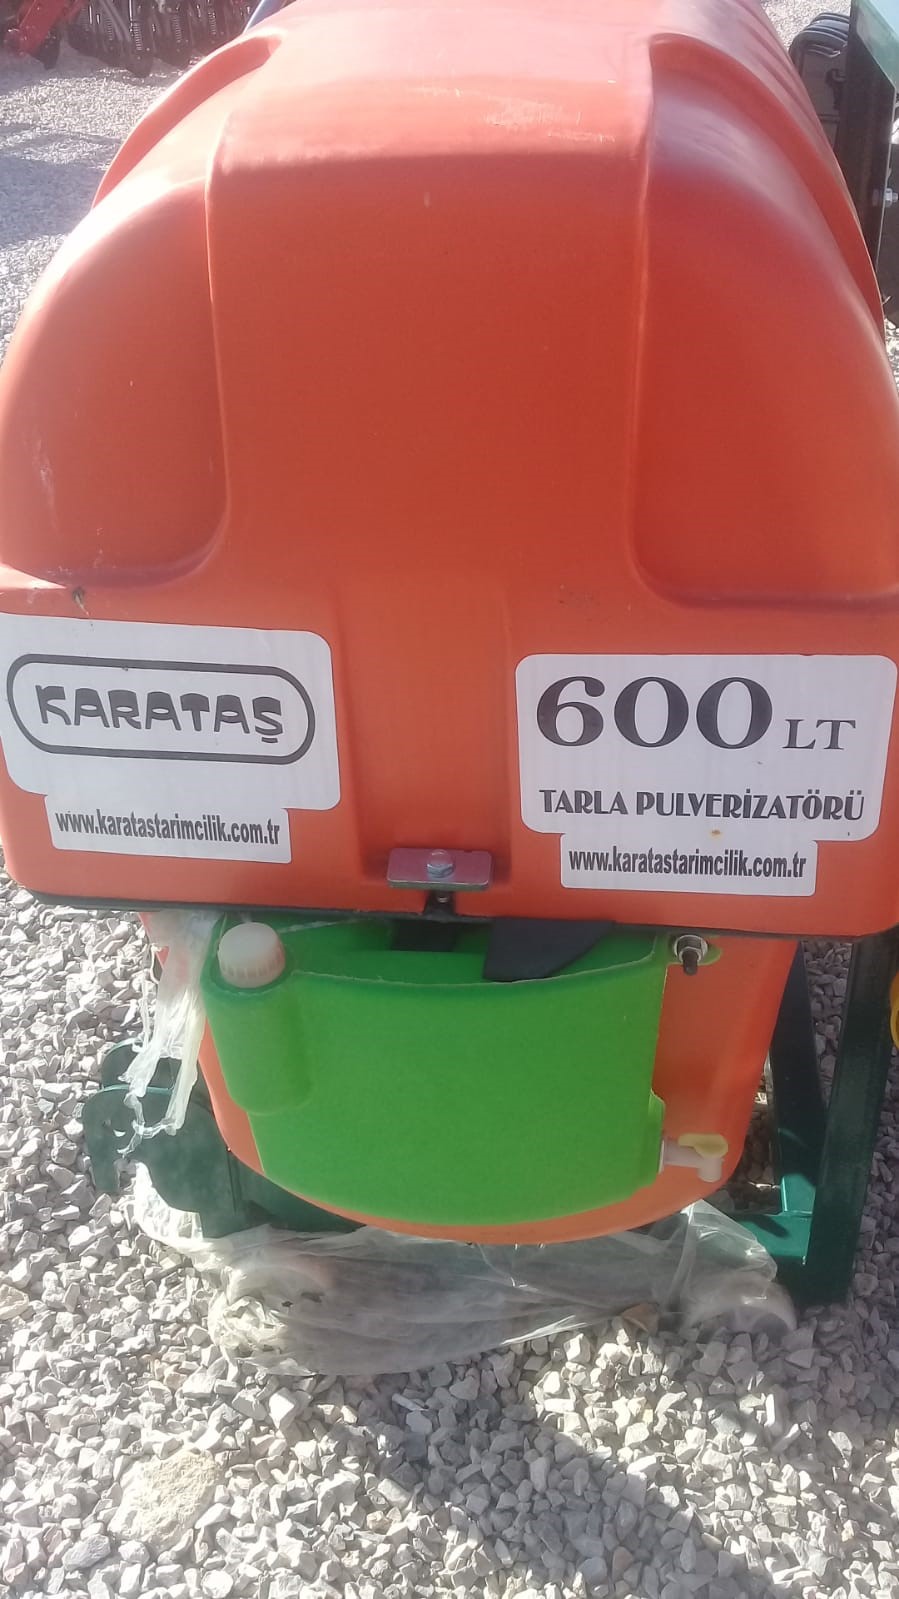 KARATAŞ
www.karatastarimcilik.com.tr
600 LT
TARLA PULVERİZATÖRÜ
www.karatastarimcilik.com.tr